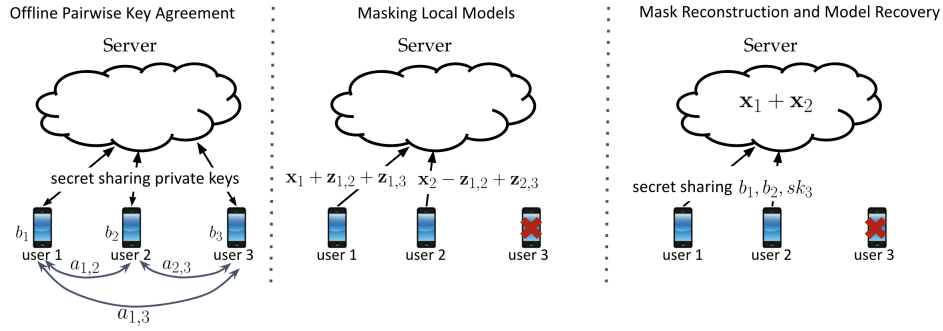 Offline Pairwise Key Agreement
Server
secret sharing private keys
b₁
b₂
b₃
user 1
user 2
user 3
a₁,₂
a₂,₃
a₁,₃
Masking Local Models
Server
x₁ + z₁,₂ + z₁,₃
x₂ − z₁,₂ + z₂,₃
user 1
user 2
user 3
Mask Reconstruction and Model Recovery
Server
x₁ + x₂
secret sharing b₁, b₂, sk₃
user 1
user 2
user 3